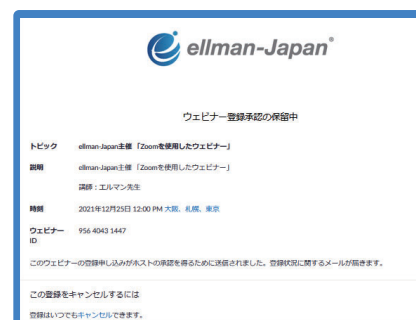 ellman-Japan®
ウェビナー登録承認の保留中
トピック ellman-Japan主催 「Zoomを使用したウェビナー」
説明 ellman-Japan主催 「Zoomを使用したウェビナー」
講師：エルマン先生
時刻 2021年12月25日 12:00 PM 大阪、札幌、東京
ウェビナー ID 956 4043 1447
このウェビナーの登録申し込みがホストの承認を得るために送信されました。登録状況に関するメールが届きます。
この登録をキャンセルするには
登録はいつでもキャンセルできます。